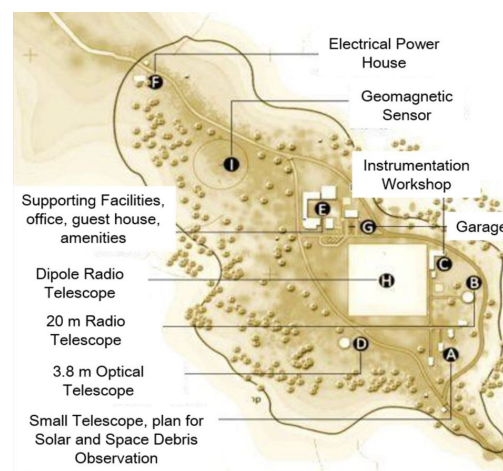 Electrical Power
House
F
Geomagnetic
Sensor
I
Instrumentation
Workshop
Supporting Facilities,
office, guest house,
amenities
E
G
Garage
C
Dipole Radio
Telescope
H
B
20 m Radio
Telescope
3.8 m Optical
Telescope
D
A
Small Telescope, plan for
Solar and Space Debris
Observation